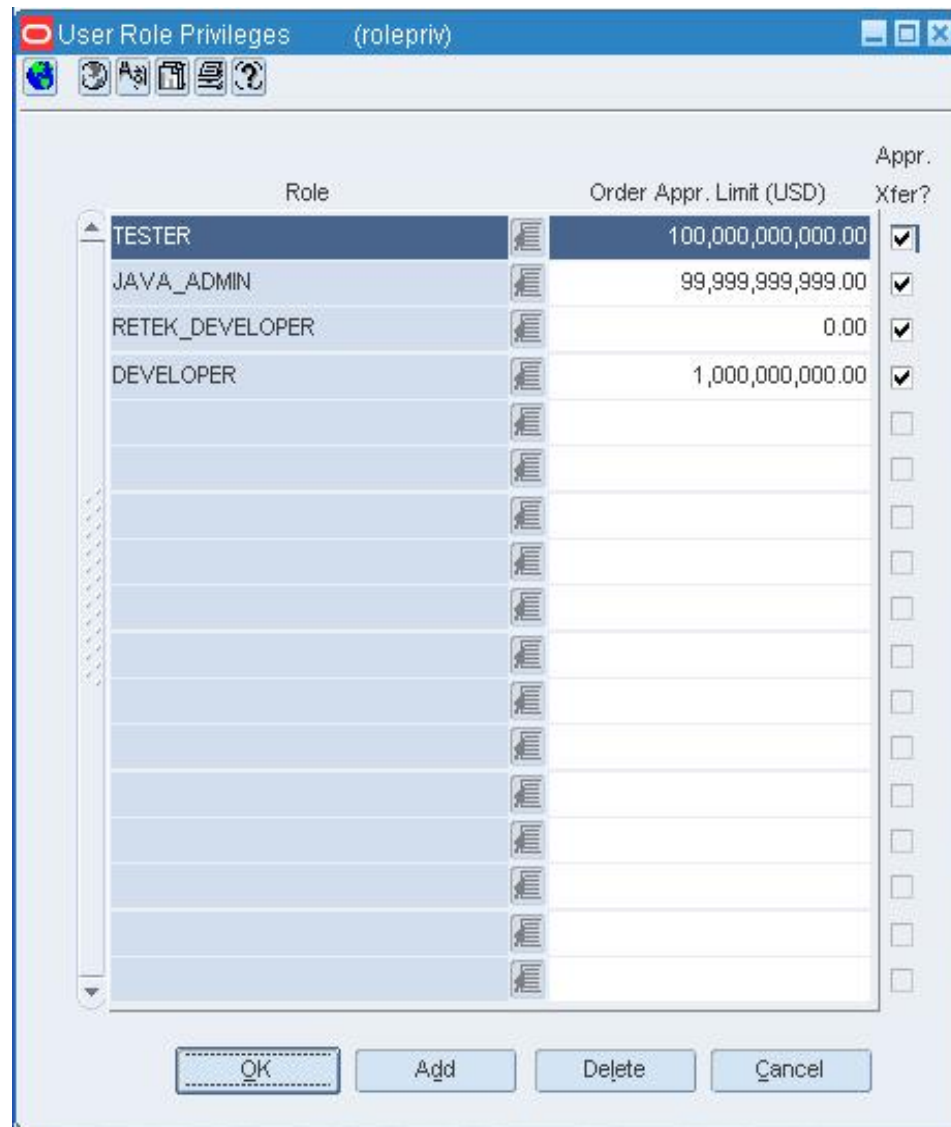 User Role Privileges (rolepriv)
Appr.
Role Order Appr. Limit (USD) Xfer?
TESTER 100,000,000,000.00
JAVA_ADMIN 99,999,999,999.00
RETEK_DEVELOPER 0.00
DEVELOPER 1,000,000,000.00
OK Add Delete Cancel